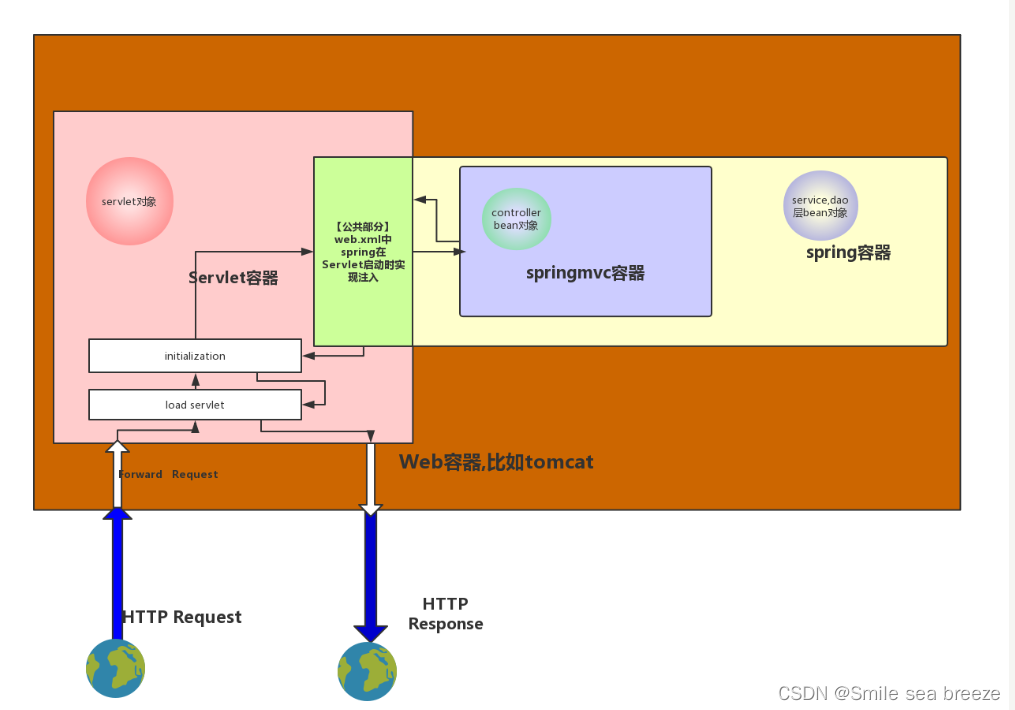 servlet对象
【公共部分】
web.xml中
spring在
Servlet启动时实
现注入
controller
bean对象
service,dao
层bean对象
spring容器
springmvc容器
Servlet容器
initialization
load servlet
Web容器,比如tomcat
Forward Request
HTTP Request
HTTP
Response
CSDN @Smile sea breeze